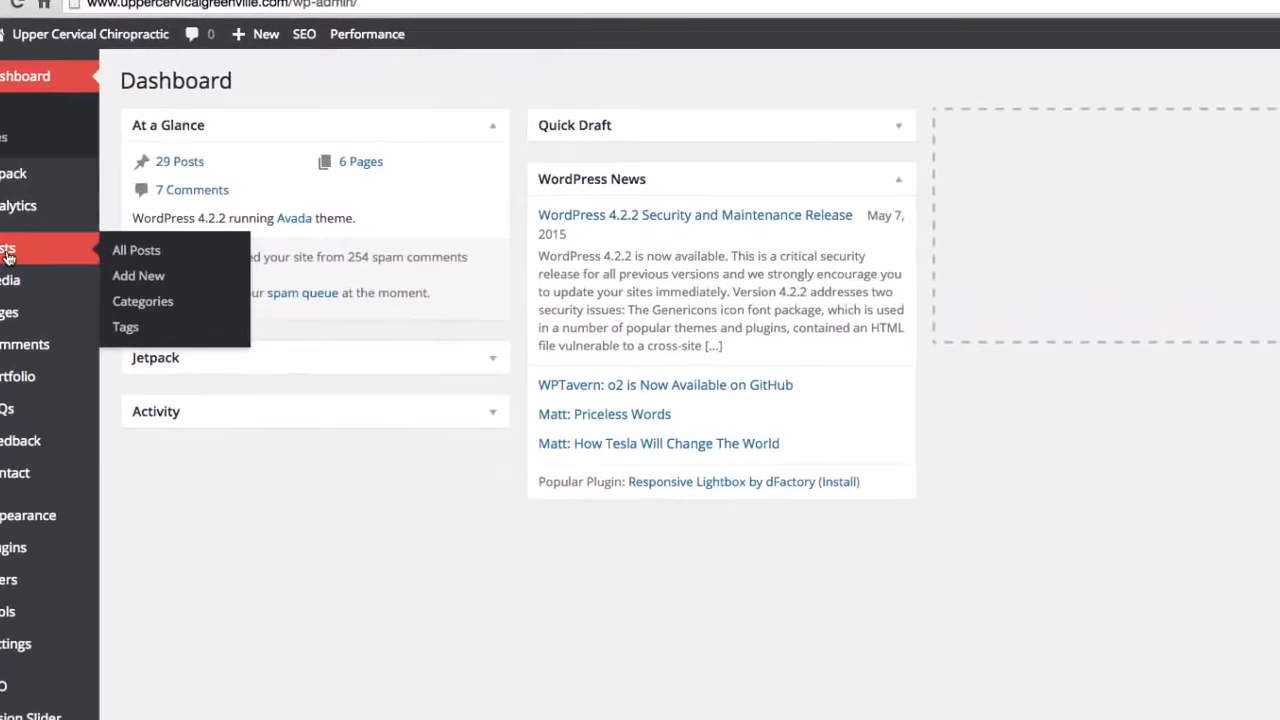 www.uppercervicalgreenville.com/wp-admin/
Upper Cervical Chiropractic 0 New SEO Performance
shboard
es
pack
alytics
sts
edia
ges
mments
rtfolio
Qs
edback
ntact
pearance
ugins
ers
ols
ttings
O
sion Slider
All Posts
Add New
Categories
Tags
Dashboard
At a Glance
29 Posts 6 Pages
7 Comments
WordPress 4.2.2 running Avada theme.
ed your site from 254 spam comments
ur spam queue at the moment.
Jetpack
Activity
Quick Draft
WordPress News
WordPress 4.2.2 Security and Maintenance Release May 7,
2015
WordPress 4.2.2 is now available. This is a critical security
release for all previous versions and we strongly encourage you
to update your sites immediately. Version 4.2.2 addresses two
security issues: The Genericons icon font package, which is used
in a number of popular themes and plugins, contained an HTML
file vulnerable to a cross-site [...]
WPTavern: o2 is Now Available on GitHub
Matt: Priceless Words
Matt: How Tesla Will Change The World
Popular Plugin: Responsive Lightbox by dFactory (Install)